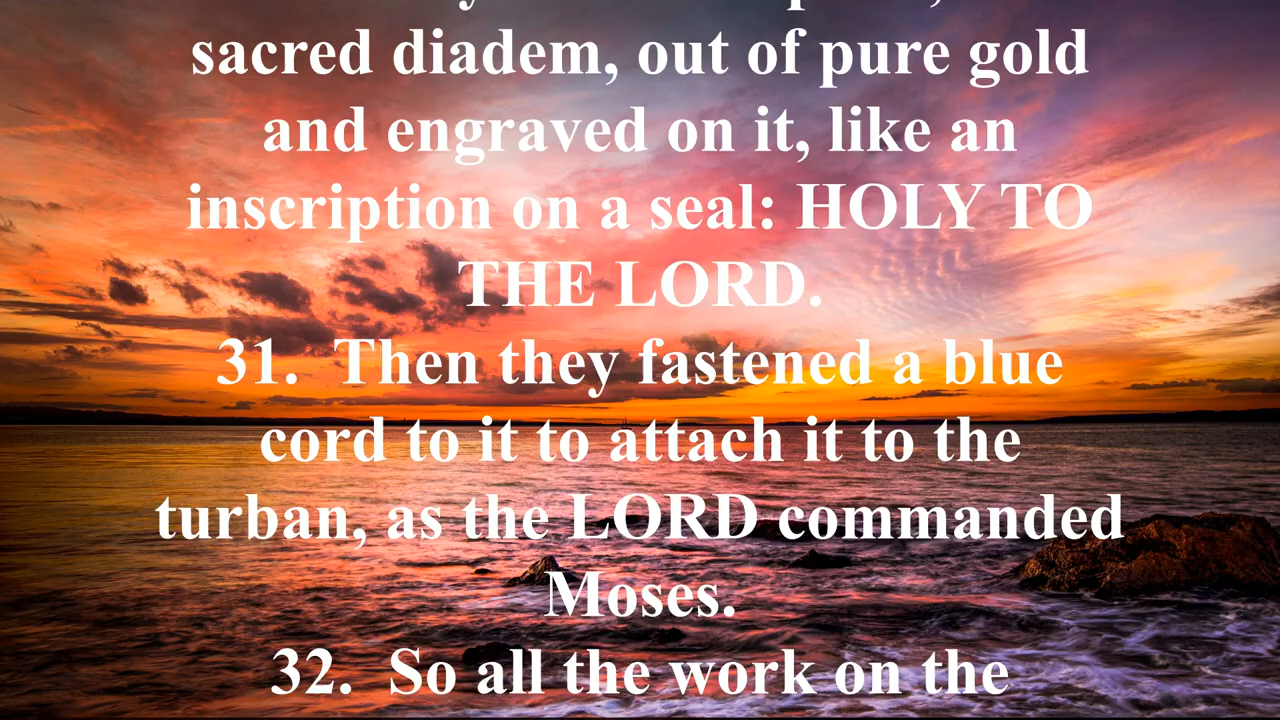 sacred diadem, out of pure gold
and engraved on it, like an
inscription on a seal: HOLY TO
THE LORD.
31.  Then they fastened a blue
cord to it to attach it to the
turban, as the LORD commanded
Moses.
32.  So all the work on the